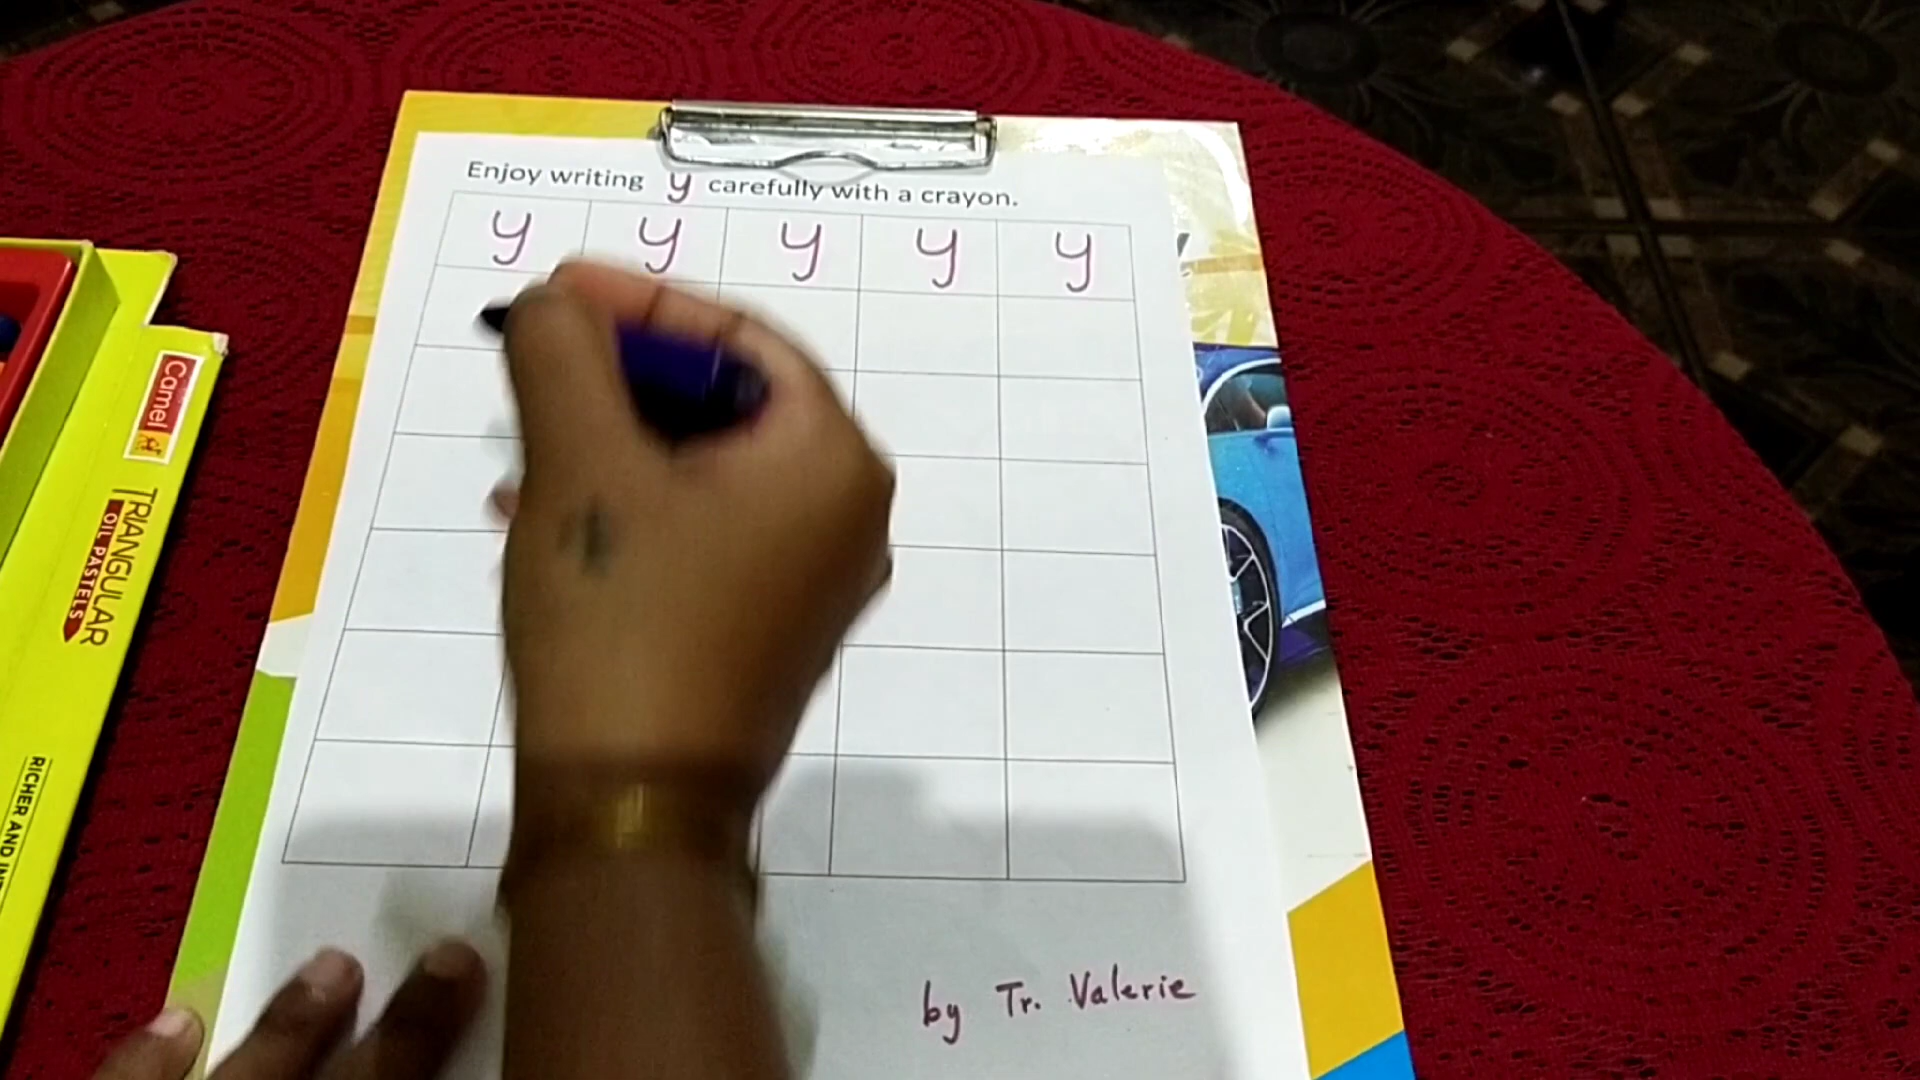 Enjoy writing y carefully with a crayon.
y y y y y
by Tr. Valerie
Camel
TRIANGULAR
OIL PASTELS
RICHER AND